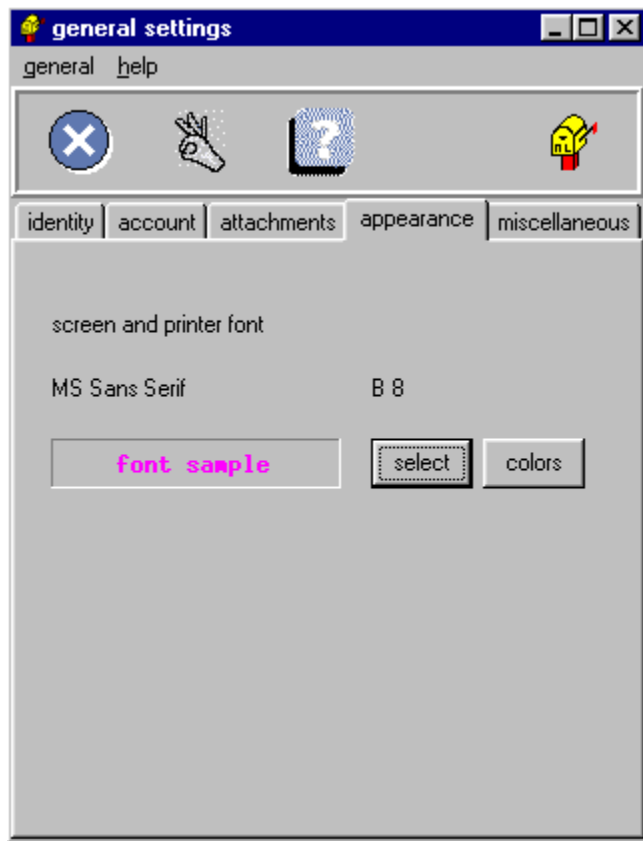 general settings
general help
?
nL
identity account attachments appearance miscellaneous
screen and printer font
MS Sans Serif B 8
font sample select colors